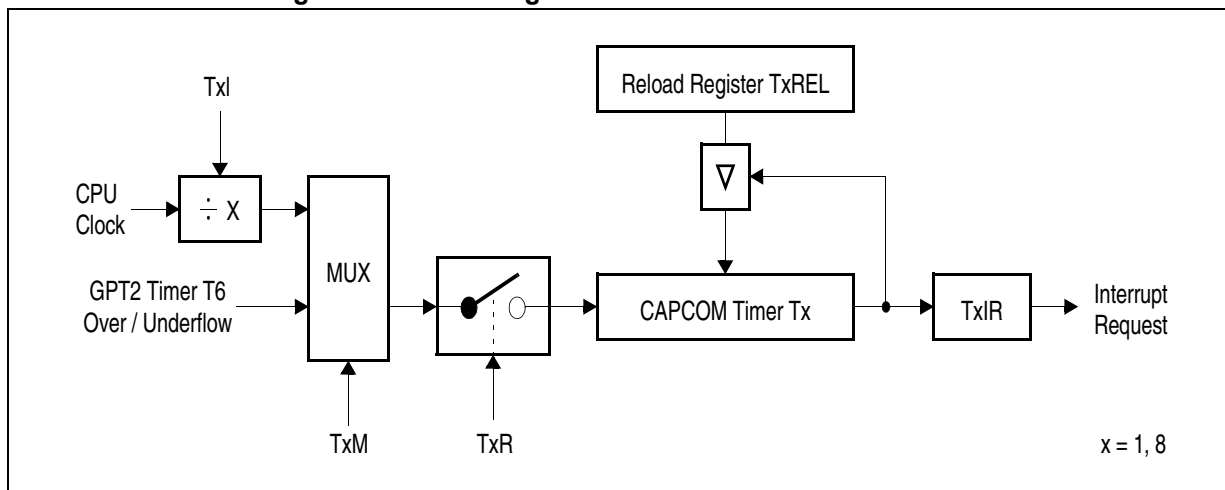 Reload Register TxREL
TxI
CPU
Clock
÷ X
MUX
GPT2 Timer T6
Over / Underflow
CAPCOM Timer Tx
TxIR
Interrupt
Request
TxM
TxR
x = 1, 8